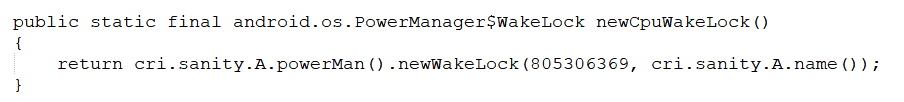 public static final android.os.PowerManager$WakeLock newCpuWakeLock()
{
return cri.sanity.A.powerMan().newWakeLock(805306369, cri.sanity.A.name());
}